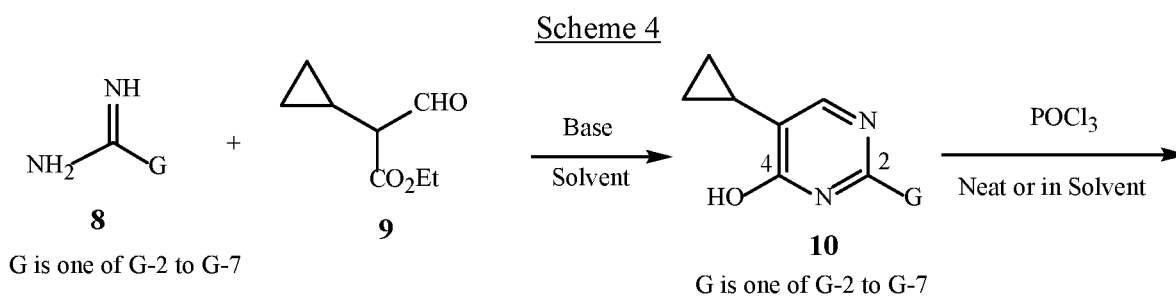 Scheme 4
NH
NH2
G
8
G is one of G-2 to G-7
+
CHO
CO2Et
9
Base
Solvent
N
4
2
HO
N
G
10
G is one of G-2 to G-7
POCl3
Neat or in Solvent